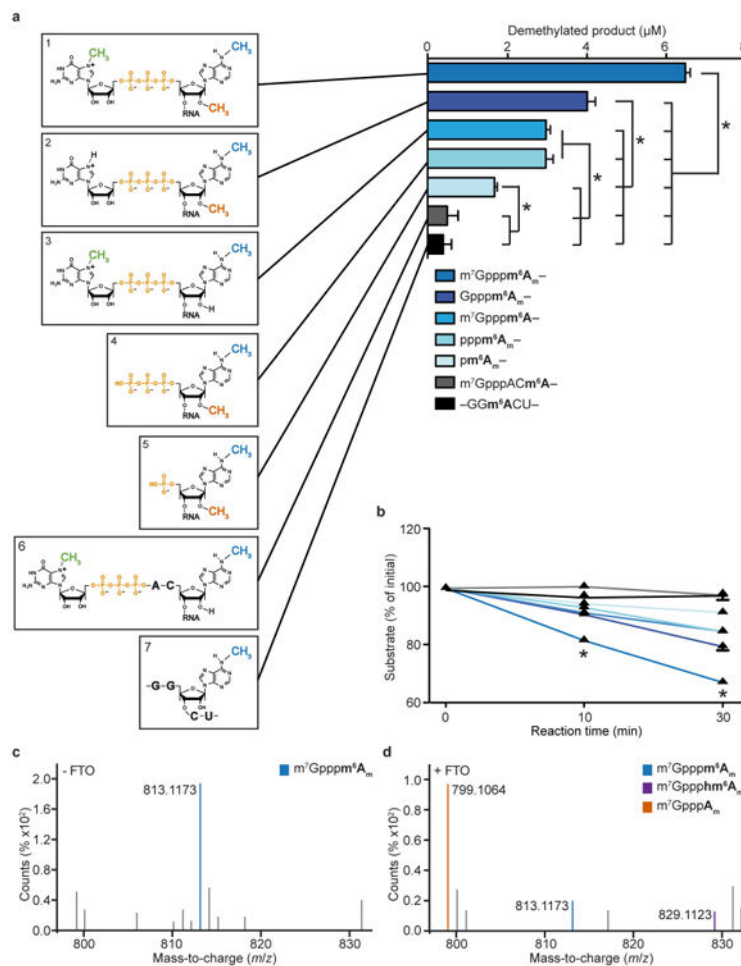 a
Demethylated product (μM)
0 2 4 6 8
1
CH₃
CH₃
CH₃
RNA
2
H
CH₃
CH₃
RNA
3
CH₃
CH₃
H
RNA
4
CH₃
CH₃
RNA
5
CH₃
CH₃
RNA
6
CH₃
CH₃
A–C
H
RNA
7
CH₃
–G–G
C–U–
* * * *
m⁷Gpppm⁶Aₘ–
Gpppm⁶Aₘ–
m⁷Gpppm⁶A–
pppm⁶Aₘ–
pm⁶Aₘ–
m⁷GpppACm⁶A–
–GGm⁶ACU–
b
Substrate (% of initial)
120
100
80
60
* *
0 10 30
Reaction time (min)
c
- FTO
m⁷Gpppm⁶Aₘ
813.1173
Counts (% x10²)
2.0
1.8
1.2
0.6
0.0
800 810 820 830
Mass-to-charge (m/z)
d
+ FTO
m⁷Gpppm⁶Aₘ
m⁷Gppphm⁶Aₘ
m⁷GpppAₘ
799.1064
813.1173
829.1123
Counts (% x10²)
1.0
0.8
0.4
0.2
0.0
800 810 820 830
Mass-to-charge (m/z)